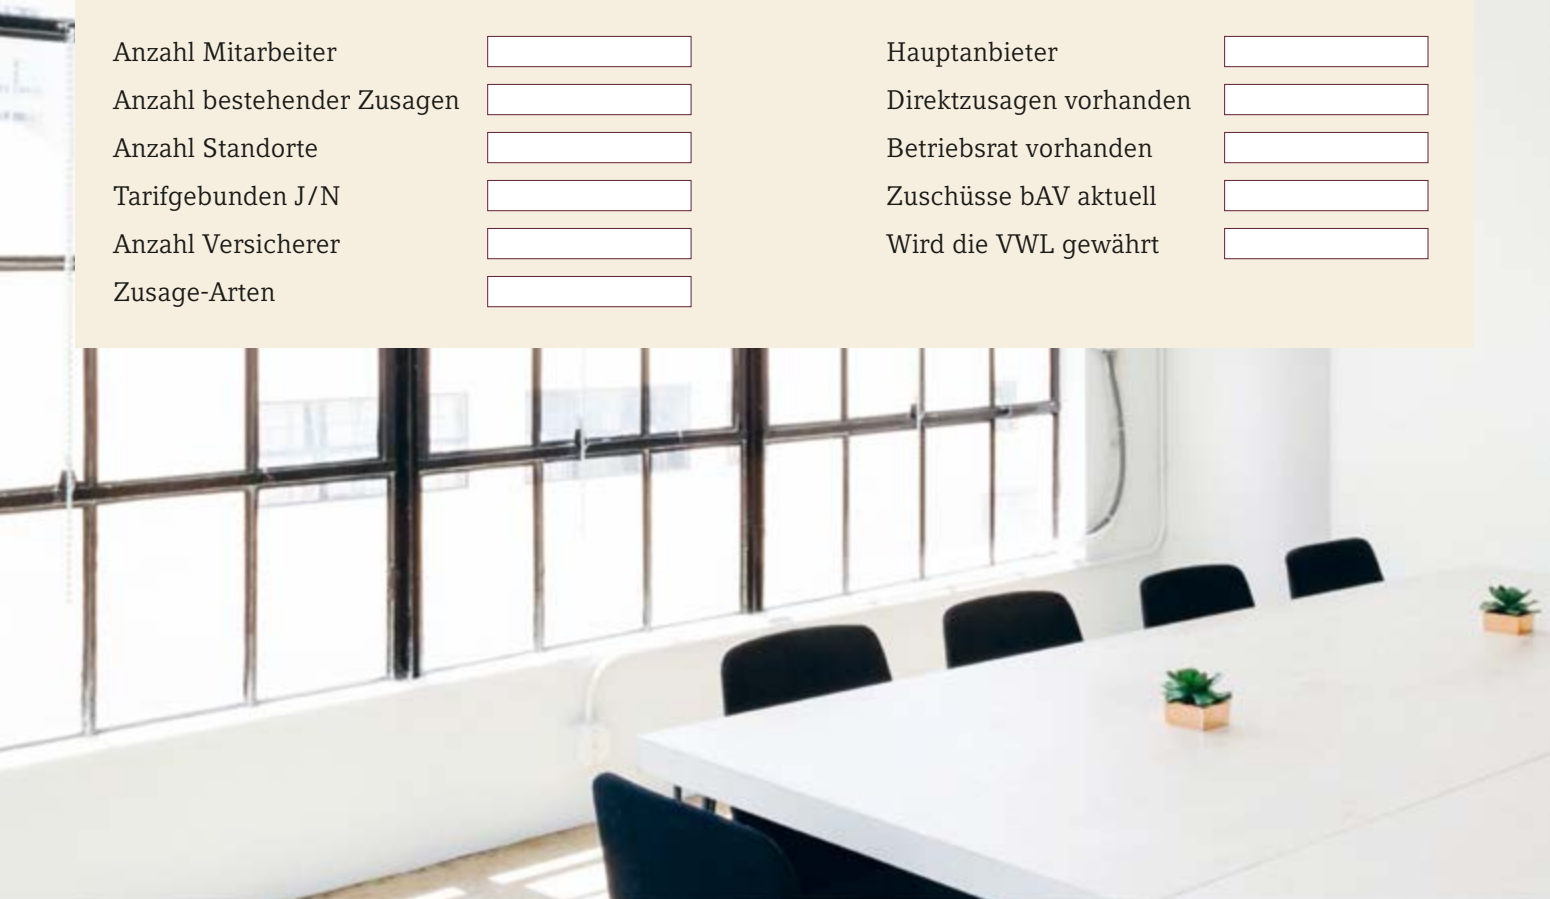 Anzahl Mitarbeiter
Anzahl bestehender Zusagen
Anzahl Standorte
Tarifgebunden J/N
Anzahl Versicherer
Zusage-Arten
Hauptanbieter
Direktzusagen vorhanden
Betriebsrat vorhanden
Zuschüsse bAV aktuell
Wird die VWL gewährt